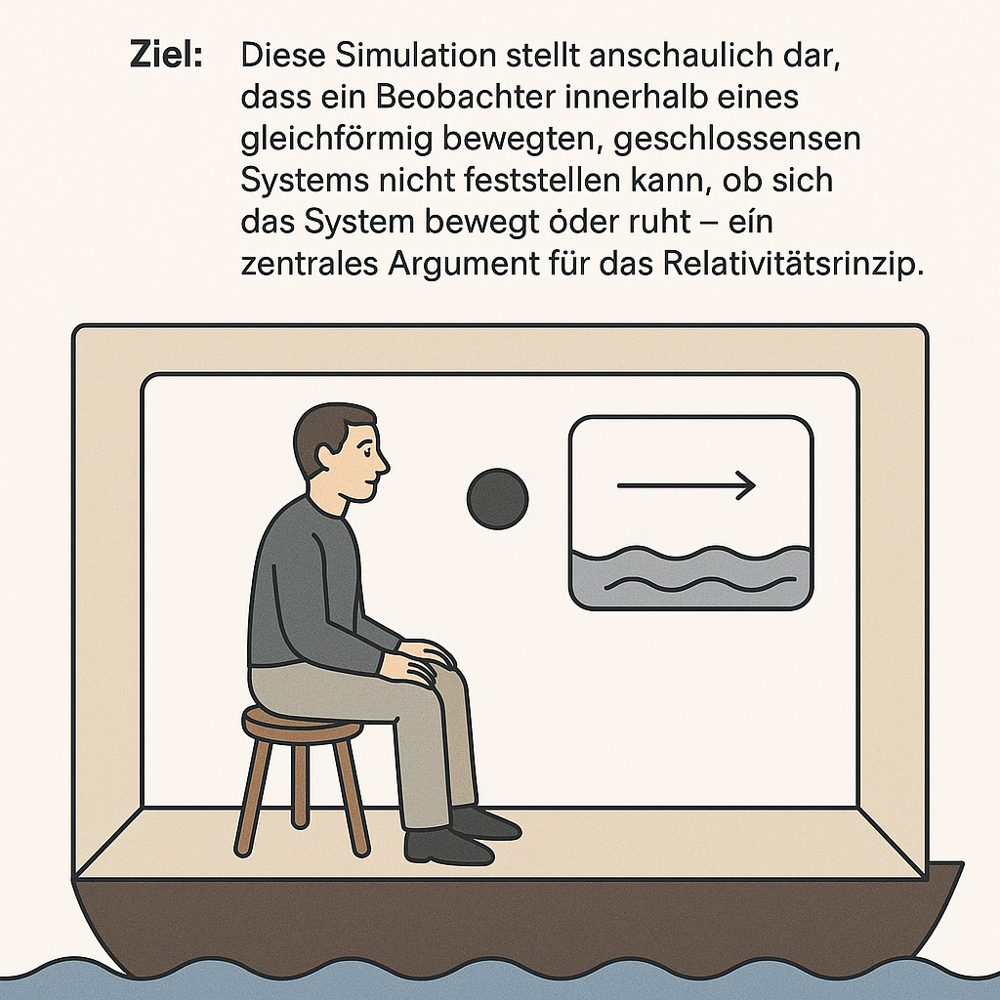 Ziel: Diese Simulation stellt anschaulich dar,
dass ein Beobachter innerhalb eines
gleichförmig bewegten, geschlossensen
Systems nicht feststellen kann, ob sich
das System bewegt ȯder ruht – eín
zentrales Argument für das Relativitätsrinzip.